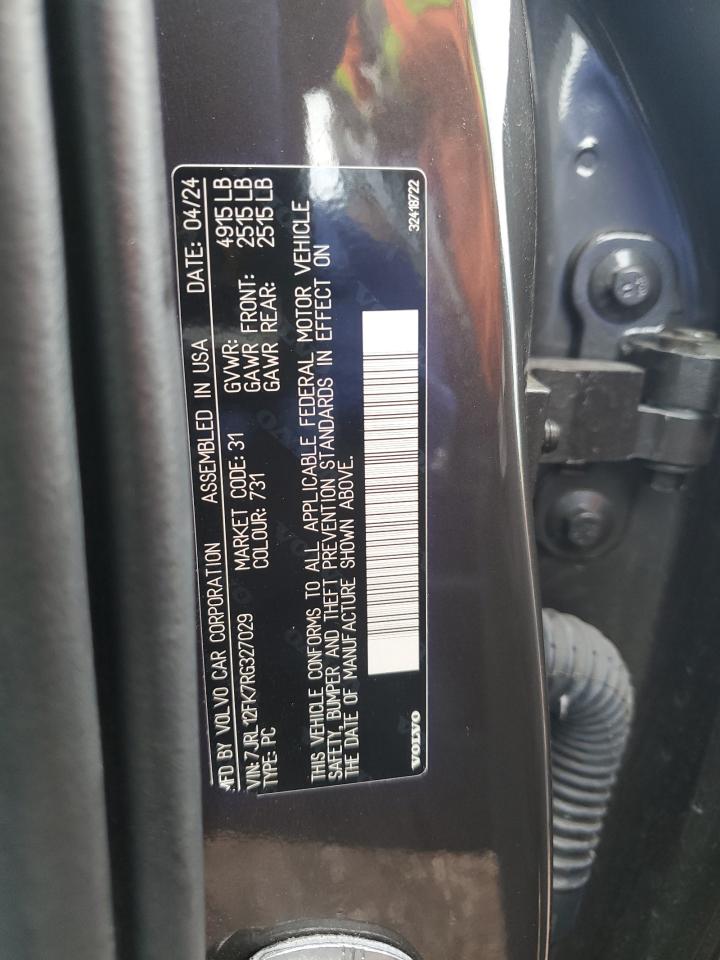 MFD BY VOLVO CAR CORPORATION ASSEMBLED IN USA DATE: 04/24
VIN: 7JRL12FK7RG327029 MARKET CODE: 31 GVWR: 4915 LB
TYPE: PC COLOUR: 731 GAWR FRONT: 2515 LB
GAWR REAR: 2515 LB
THIS VEHICLE CONFORMS TO ALL APPLICABLE FEDERAL MOTOR VEHICLE
SAFETY, BUMPER AND THEFT PREVENTION STANDARDS IN EFFECT ON
THE DATE OF MANUFACTURE SHOWN ABOVE.
VOLVO 32418722